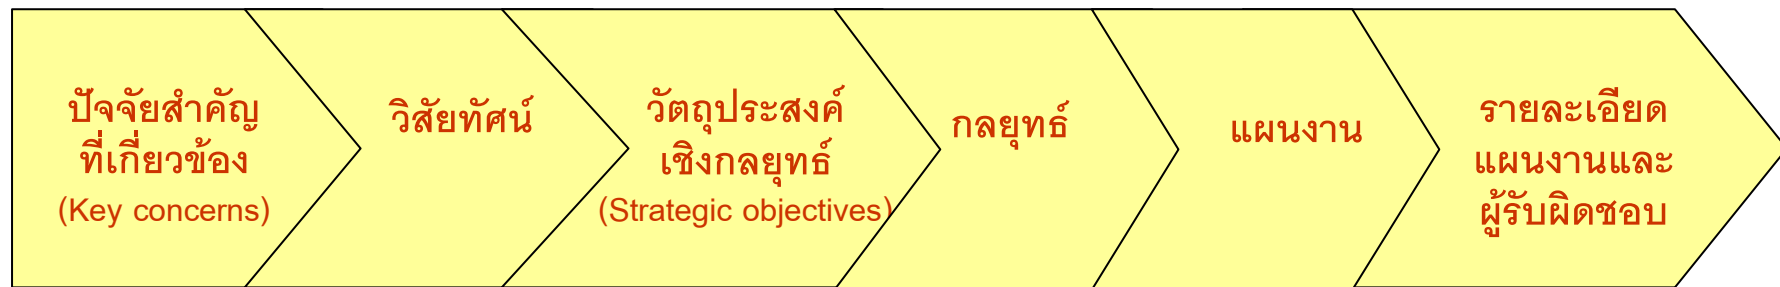 ปัจจัยสำคัญ
ที่เกี่ยวข้อง
(Key concerns)
วิสัยทัศน์
วัตถุประสงค์
เชิงกลยุทธ์
(Strategic objectives)
กลยุทธ์
แผนงาน
รายละเอียด
แผนงานและ
ผู้รับผิดชอบ